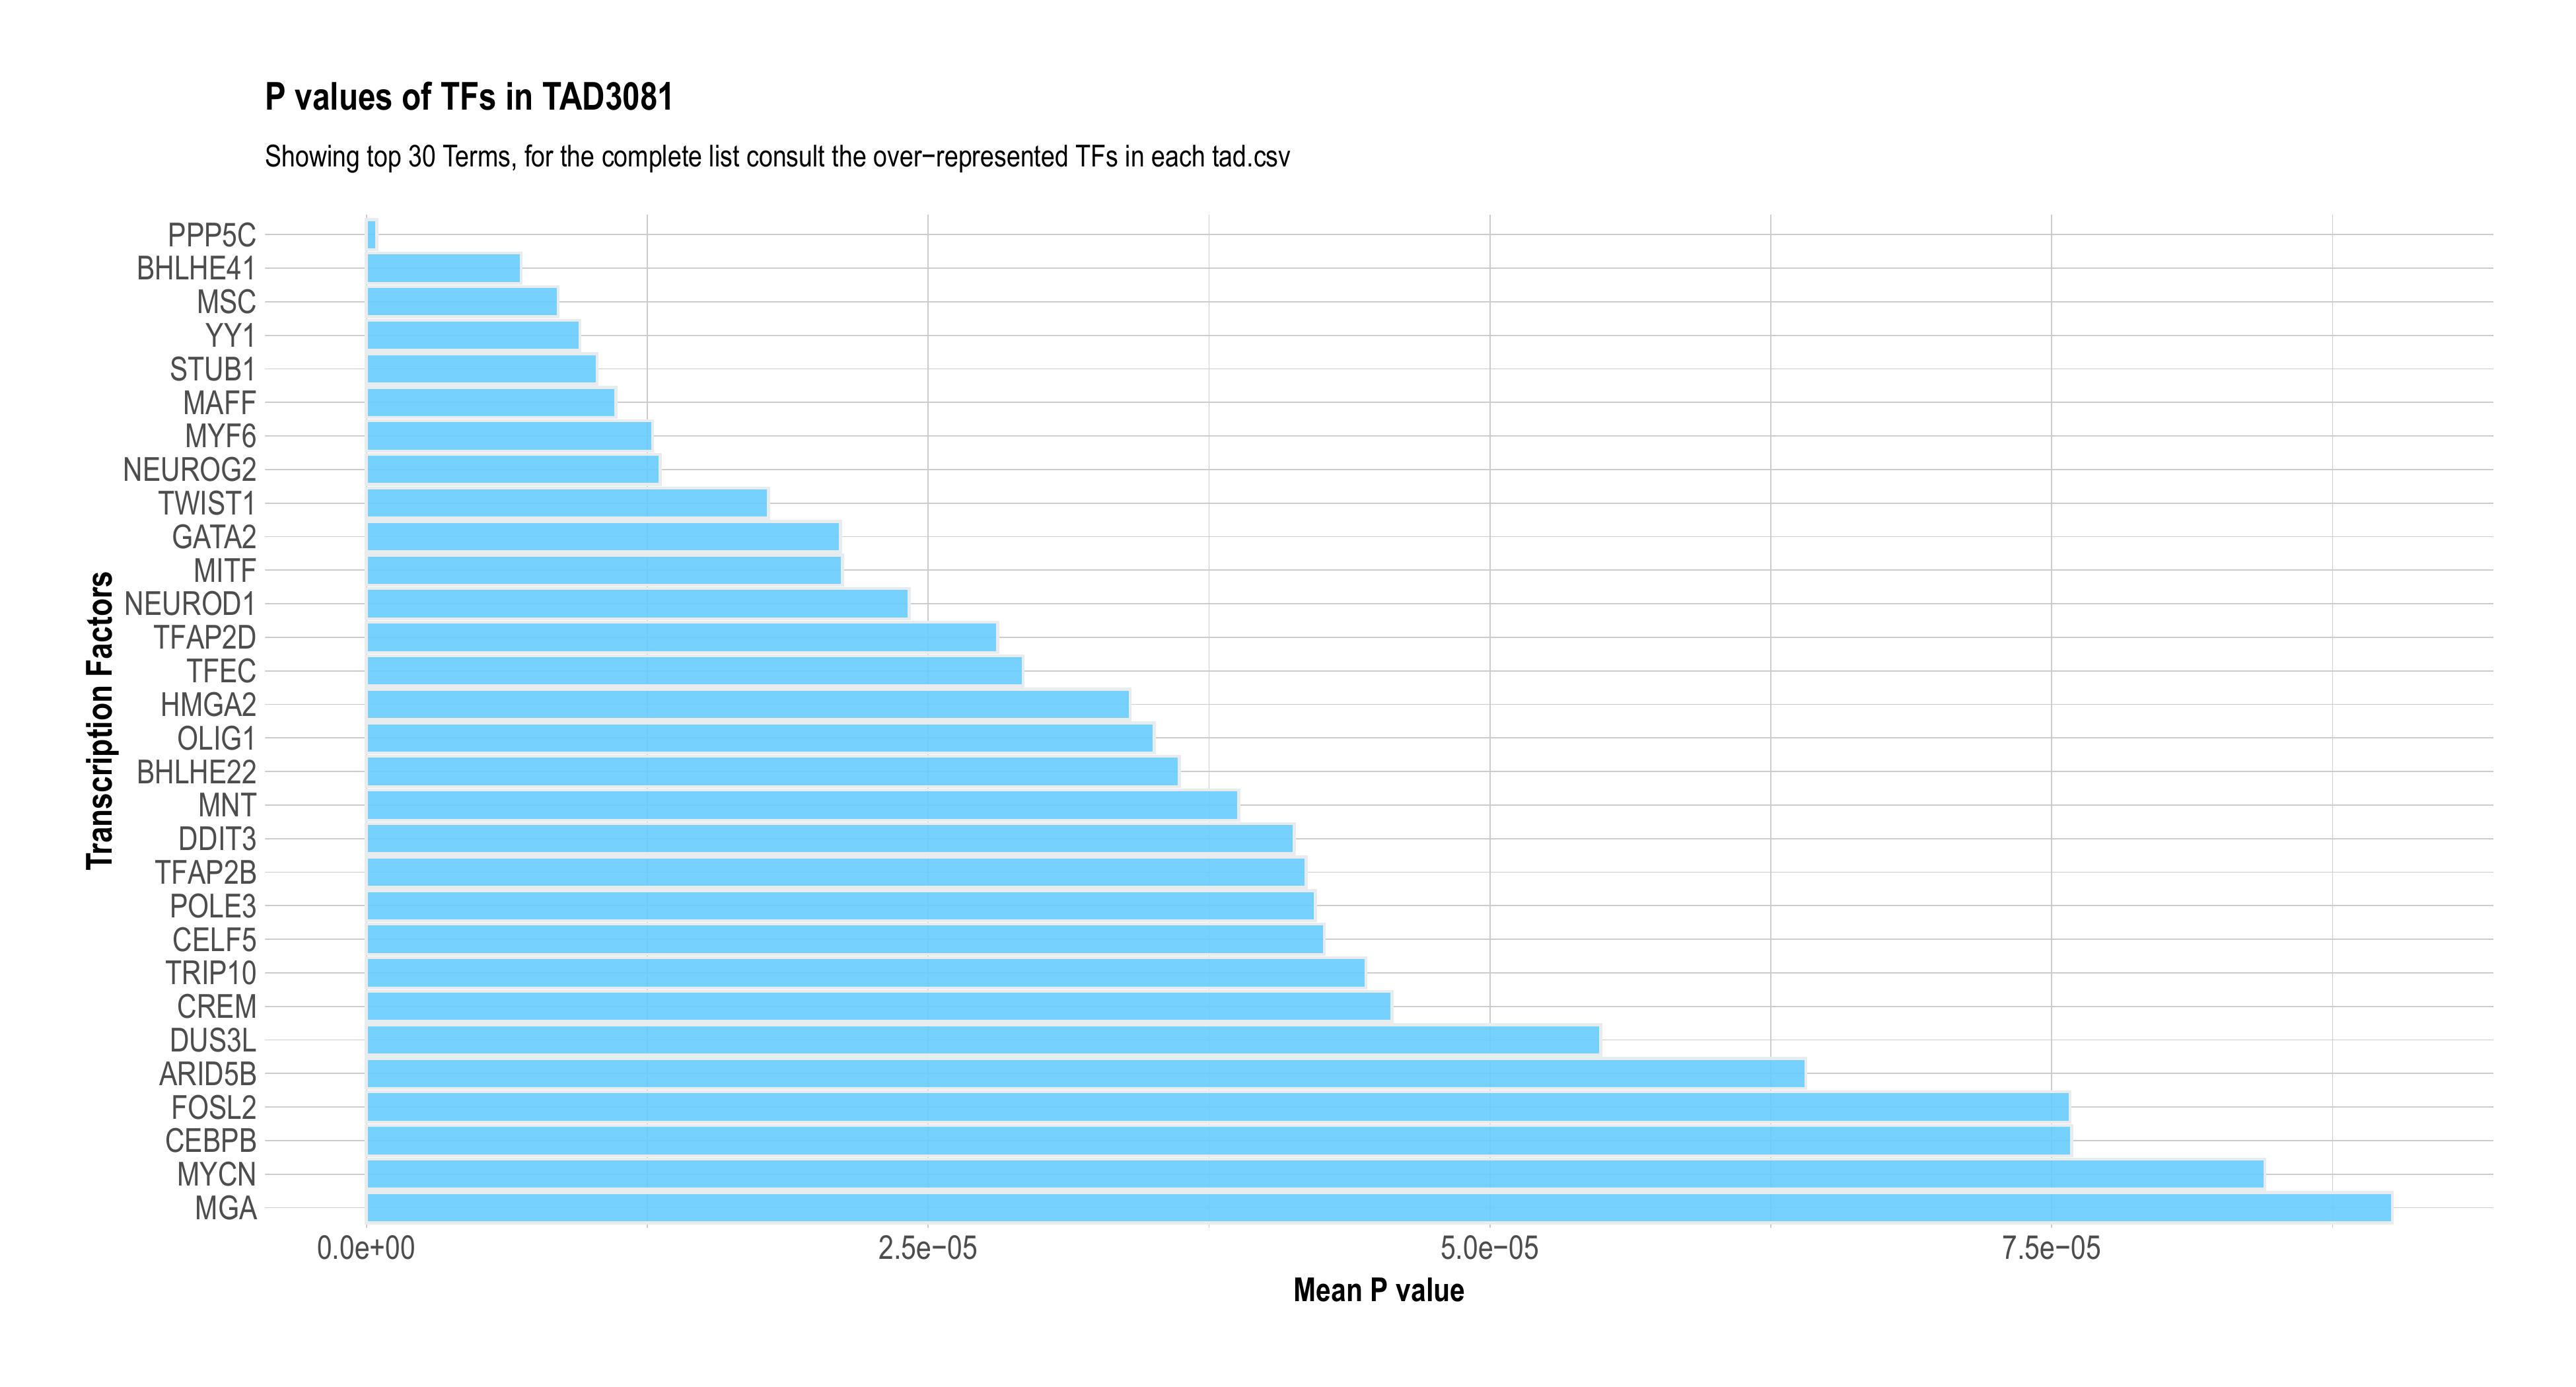 P values of TFs in TAD3081
Showing top 30 Terms, for the complete list consult the over−represented TFs in each tad.csv
Transcription Factors
PPP5C
BHLHE41
MSC
YY1
STUB1
MAFF
MYF6
NEUROG2
TWIST1
GATA2
MITF
NEUROD1
TFAP2D
TFEC
HMGA2
OLIG1
BHLHE22
MNT
DDIT3
TFAP2B
POLE3
CELF5
TRIP10
CREM
DUS3L
ARID5B
FOSL2
CEBPB
MYCN
MGA
0.0e+00 2.5e−05 5.0e−05 7.5e−05
Mean P value